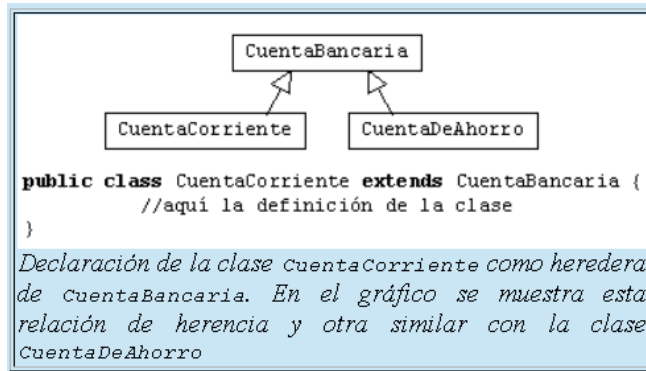 CuentaBancaria
CuentaCorriente CuentaDeAhorro
public class CuentaCorriente extends CuentaBancaria {
//aquí la definición de la clase
}
Declaración de la clase CuentaCorriente como heredera
de CuentaBancaria. En el gráfico se muestra esta
relación de herencia y otra similar con la clase
CuentaDeAhorro